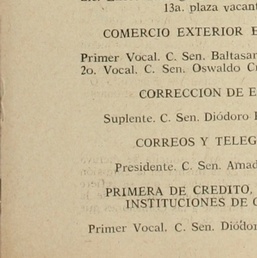 13a. plaza vacant
COMERCIO EXTERIOR E
Primer Vocal. C. Sen. Baltasar
2o. Vocal. C. Sen. Oswaldo C
CORRECCION DE E
Suplente. C. Sen. Diódoro
CORREOS Y TELEG
Presidente. C. Sen. Amad
PRIMERA DE CREDITO,
INSTITUCIONES DE C
Primer Vocal. C. Sen. Diódor